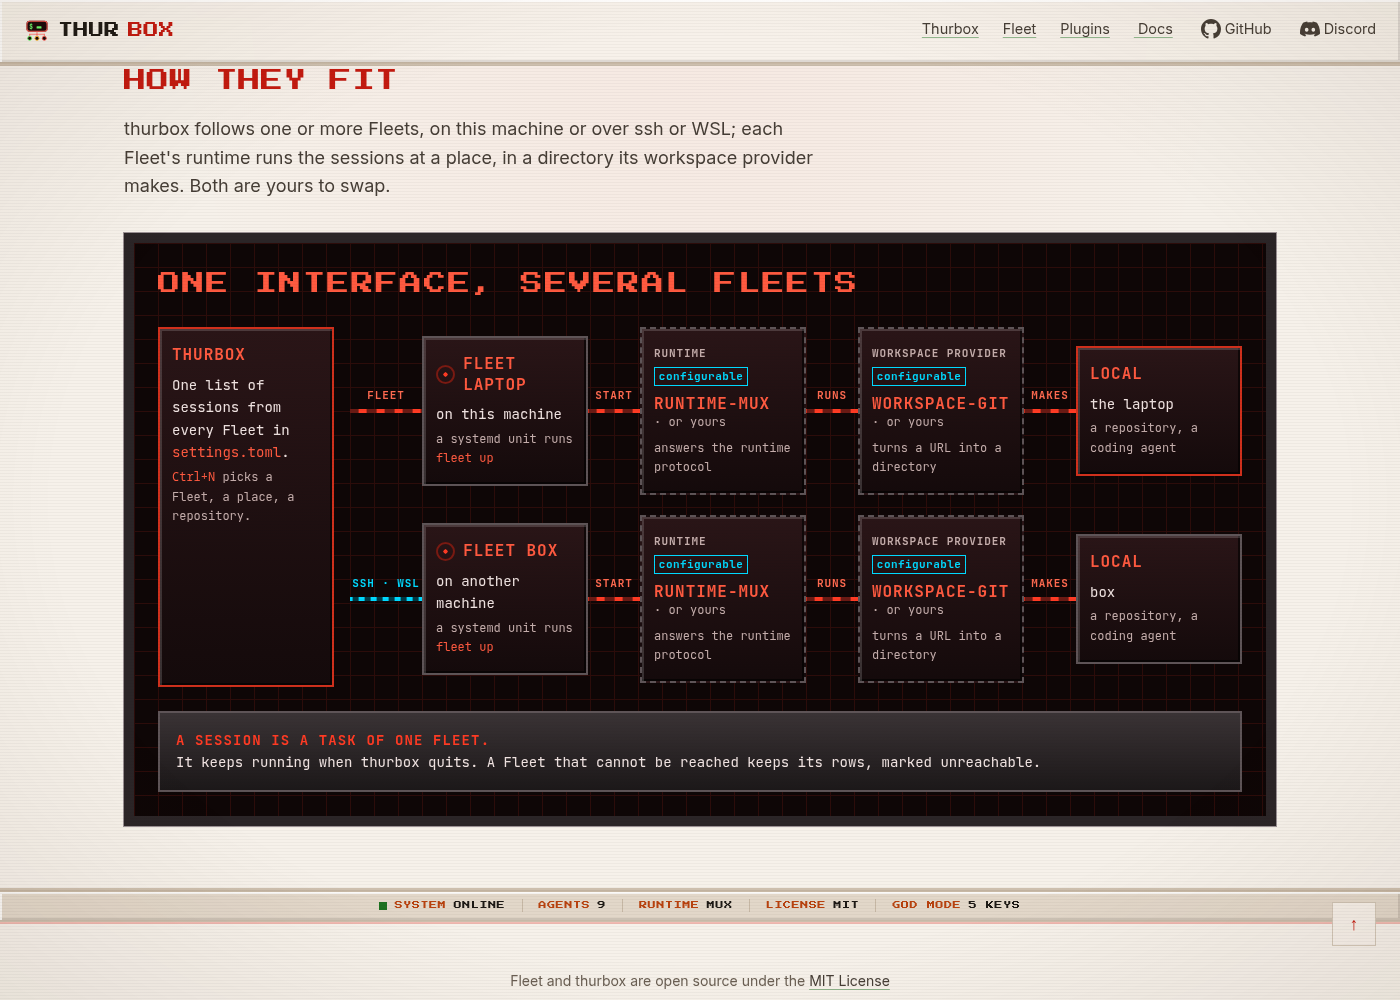 THUR BOX
Thurbox Fleet Plugins Docs GitHub Discord
HOW THEY FIT
thurbox follows one or more Fleets, on this machine or over ssh or WSL; each
Fleet's runtime runs the sessions at a place, in a directory its workspace provider
makes. Both are yours to swap.
ONE INTERFACE, SEVERAL FLEETS
THURBOX
One list of
sessions from
every Fleet in
settings.toml.
Ctrl+N picks a
Fleet, a place, a
repository.
FLEET
FLEET
LAPTOP
on this machine
a systemd unit runs
fleet up
START
RUNTIME
configurable
RUNTIME-MUX
· or yours
answers the runtime
protocol
RUNS
WORKSPACE PROVIDER
configurable
WORKSPACE-GIT
· or yours
turns a URL into a
directory
MAKES
LOCAL
the laptop
a repository, a
coding agent
SSH · WSL
FLEET BOX
on another
machine
a systemd unit runs
fleet up
START
RUNTIME
configurable
RUNTIME-MUX
· or yours
answers the runtime
protocol
RUNS
WORKSPACE PROVIDER
configurable
WORKSPACE-GIT
· or yours
turns a URL into a
directory
MAKES
LOCAL
box
a repository, a
coding agent
A SESSION IS A TASK OF ONE FLEET.
It keeps running when thurbox quits. A Fleet that cannot be reached keeps its rows, marked unreachable.
SYSTEM ONLINE AGENTS 9 RUNTIME MUX LICENSE MIT GOD MODE 5 KEYS
↑
Fleet and thurbox are open source under the MIT License